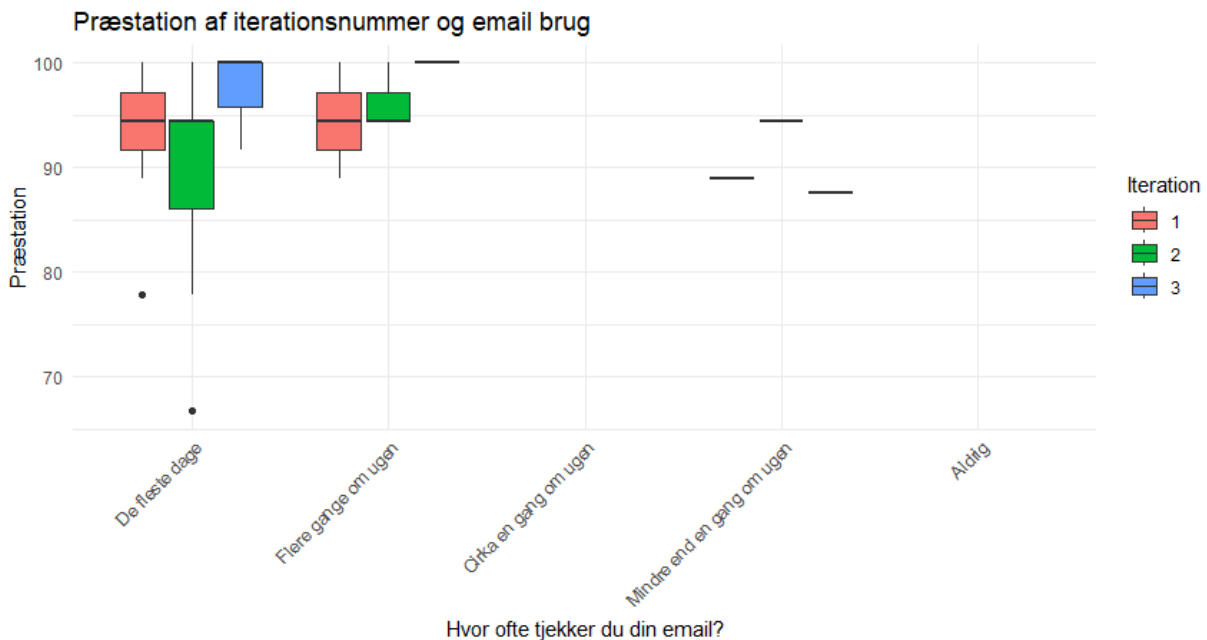 Præstation af iterationsnummer og email brug
100
90
80
70
Præstation
De fleste dage
Flere gange om ugen
Cirka en gang om ugen
Mindre end en gang om ugen
Aldrig
Hvor ofte tjekker du din email?
Iteration
1
2
3